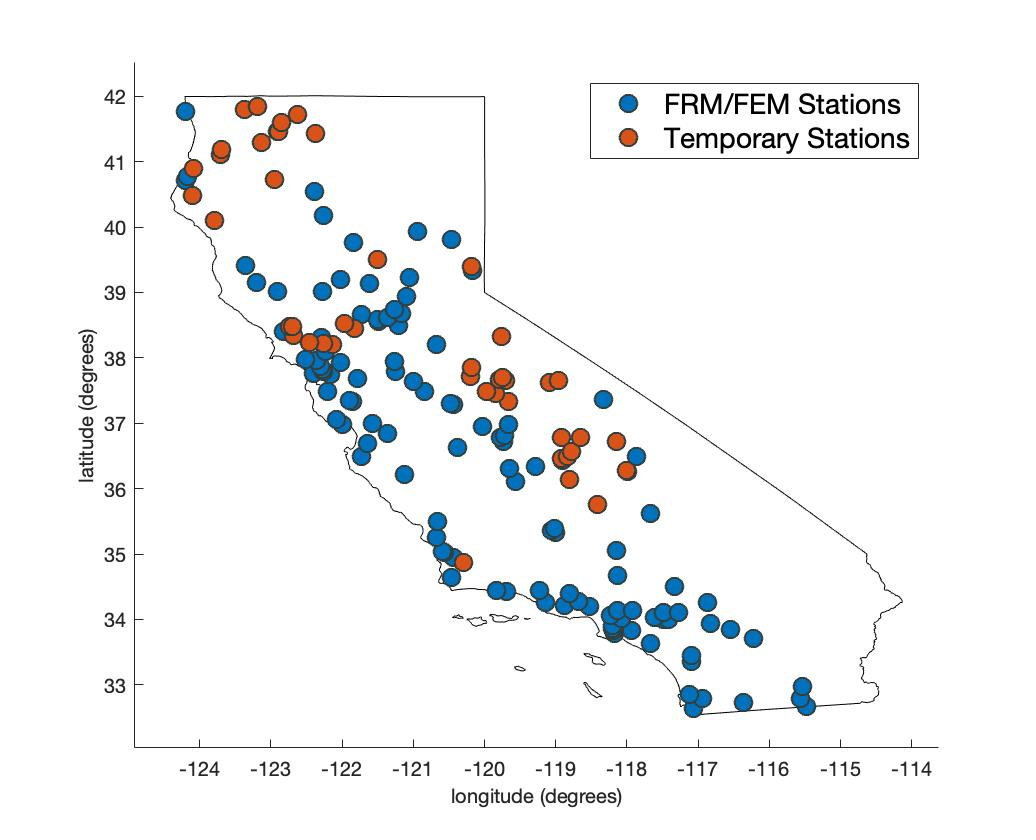 FRM/FEM Stations
Temporary Stations
42
41
40
39
38
37
36
35
34
33
latitude (degrees)
-124 -123 -122 -121 -120 -119 -118 -117 -116 -115 -114
longitude (degrees)